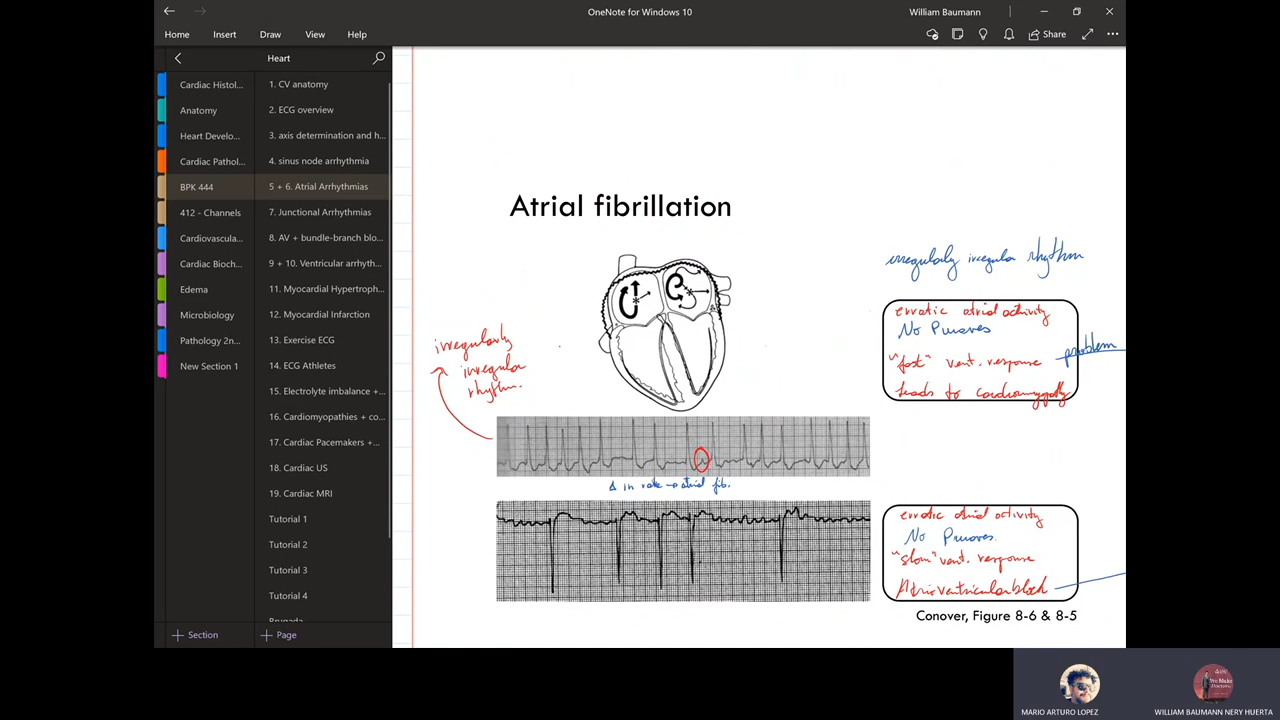 OneNote for Windows 10
William Baumann
Home
Insert
Draw
View
Help
Share
Heart
Cardiac Histol...
Anatomy
Heart Develo...
Cardiac Pathol...
BPK 444
412 - Channels
Cardiovascula...
Cardiac Bioch...
Edema
Microbiology
Pathology 2n...
New Section 1
1. CV anatomy
2. ECG overview
3. axis determination and h...
4. sinus node arrhythmia
5 + 6. Atrial Arrhythmias
7. Junctional Arrhythmias
8. AV + bundle-branch blo...
9 + 10. Ventricular arryth...
11. Myocardial Hypertroph...
12. Myocardial Infarction
13. Exercise ECG
14. ECG Athletes
15. Electrolyte imbalance +...
16. Cardiomyopathies + co...
17. Cardiac Pacemakers +...
18. Cardiac US
19. Cardiac MRI
Tutorial 1
Tutorial 2
Tutorial 3
Tutorial 4
Brugada
+ Section
+ Page
Atrial fibrillation
irregularly irregular rhythm
irregularly
irregular
rhythm.
erratic atrial activity
No P waves
"fast" vent. response
problem
leads to cardiomyopathy
Δ in rate → atrial fib.
erratic atrial activity
No P waves.
"slow" vent. response
Atrioventricular block
Conover, Figure 8-6 & 8-5
MARIO ARTURO LOPEZ
WILLIAM BAUMANN NERY HUERTA